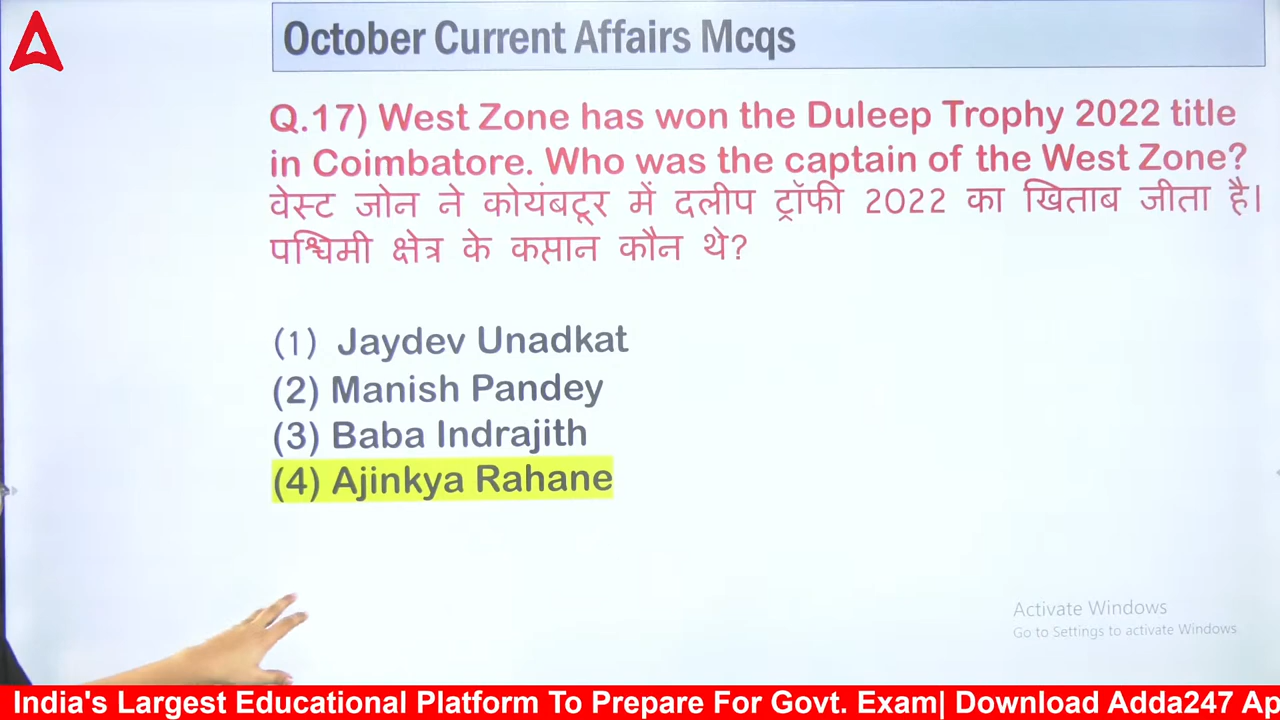 October Current Affairs Mcqs
Q.17) West Zone has won the Duleep Trophy 2022 title
in Coimbatore. Who was the captain of the West Zone?
वेस्ट जोन ने कोयंबटूर में दलीप ट्रॉफी 2022 का खिताब जीता है।
पश्चिमी क्षेत्र के कप्तान कौन थे?
(1) Jaydev Unadkat
(2) Manish Pandey
(3) Baba Indrajith
(4) Ajinkya Rahane
Activate Windows
Go to Settings to activate Windows.
India's Largest Educational Platform To Prepare For Govt. Exam| Download Adda247 Ap